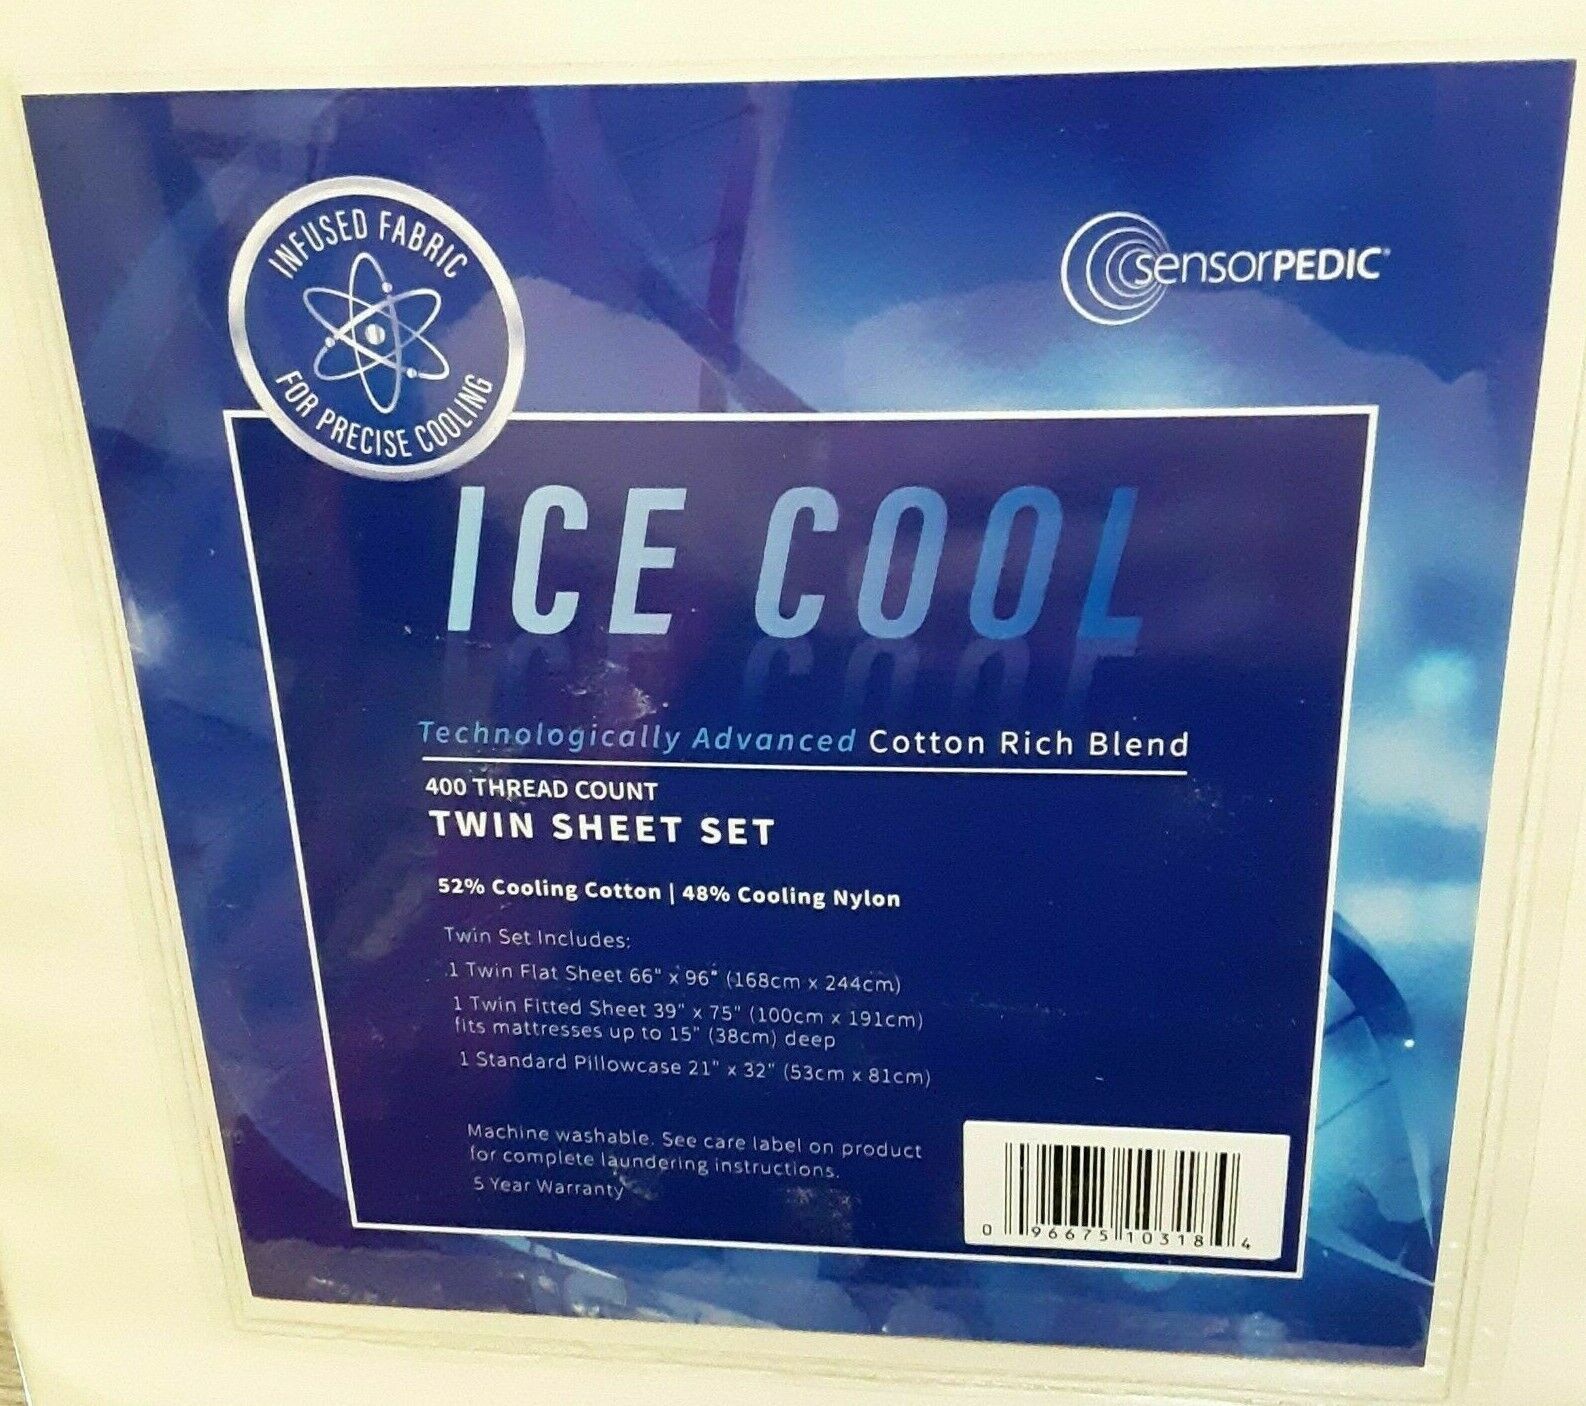 INFUSED FABRIC
FOR PRECISE COOLING
sensorPEDIC®
ICE COOL
Technologically Advanced Cotton Rich Blend
400 THREAD COUNT
TWIN SHEET SET
52% Cooling Cotton | 48% Cooling Nylon
Twin Set Includes:
1 Twin Flat Sheet 66" x 96" (168cm x 244cm)
1 Twin Fitted Sheet 39" x 75" (100cm x 191cm)
fits mattresses up to 15" (38cm) deep
1 Standard Pillowcase 21" x 32" (53cm x 81cm)
Machine washable. See care label on product
for complete laundering instructions.
5 Year Warranty
0 96675 10318 4